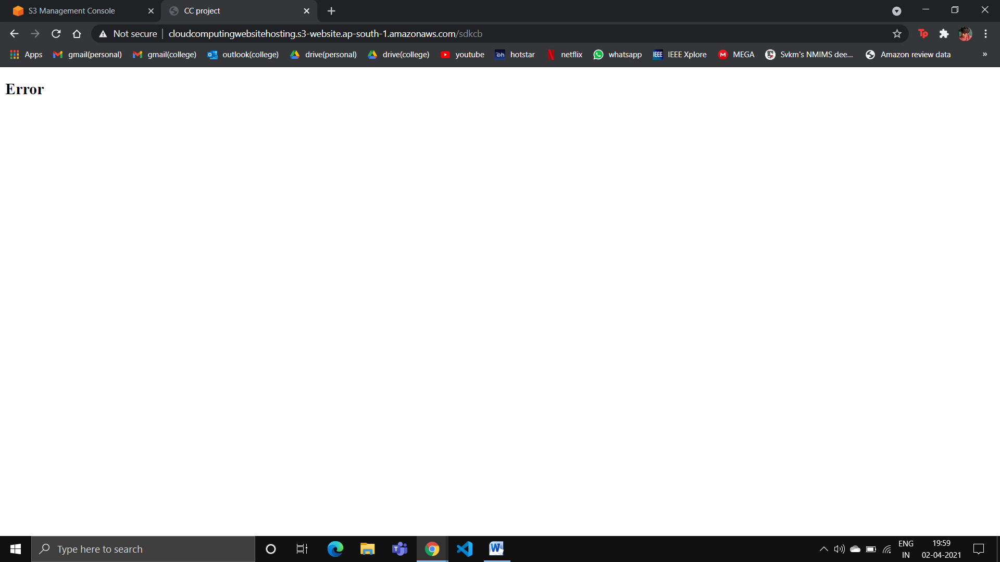 S3 Management Console
CC project
Not secure
cloudcomputingwebsitehosting.s3-website.ap-south-1.amazonaws.com/sdkcb
Tp
Apps
gmail(personal)
gmail(college)
outlook(college)
drive(personal)
drive(college)
youtube
hotstar
netflix
whatsapp
IEEE IEEE Xplore
M MEGA
Svkm's NMIMS dee...
Amazon review data
»
Error
Type here to search
ENG
IN
19:59
02-04-2021